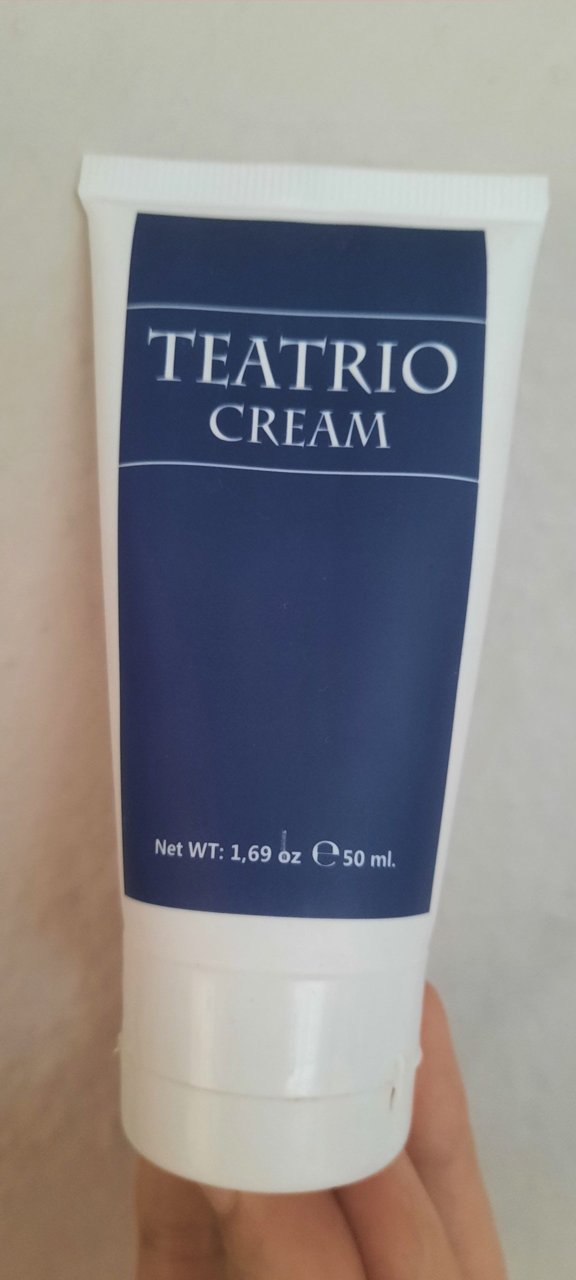 TEATRIO
CREAM
Net WT: 1,69 oz ℮ 50 ml.